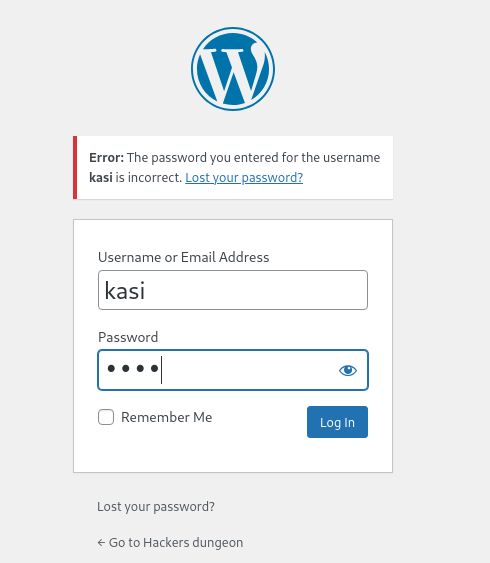 Error: The password you entered for the username
kasi is incorrect. Lost your password?
Username or Email Address
kasi
Password
••••
Remember Me
Log In
Lost your password?
← Go to Hackers dungeon